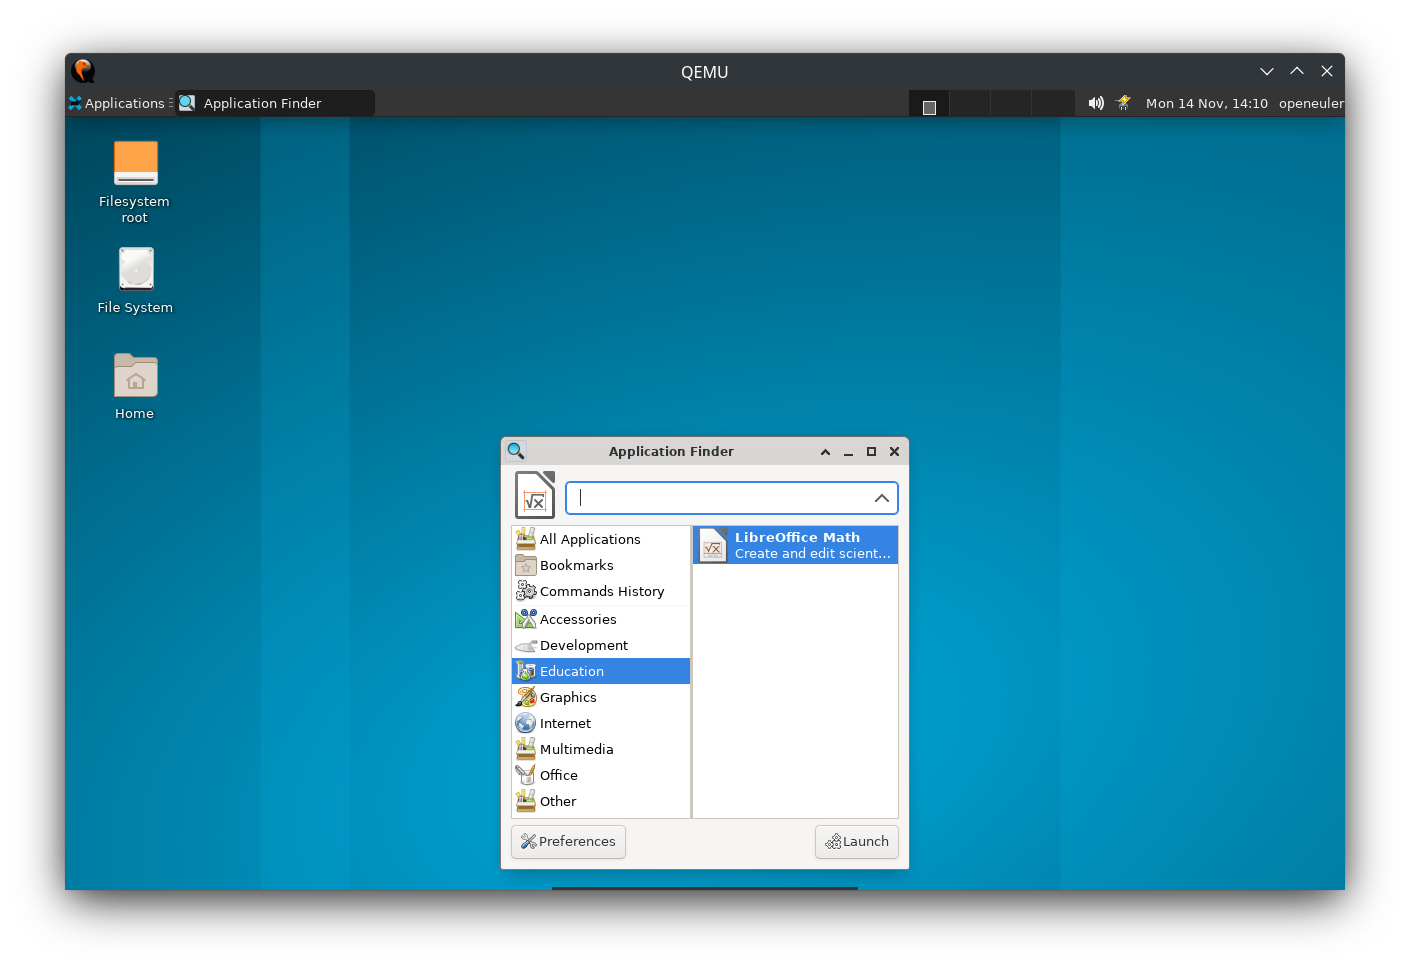 QEMU
Applications
Application Finder
Mon 14 Nov, 14:10
openeuler
Filesystem
root
File System
Home
Application Finder
All Applications
Bookmarks
Commands History
Accessories
Development
Education
Graphics
Internet
Multimedia
Office
Other
LibreOffice Math
Create and edit scient...
Preferences
Launch